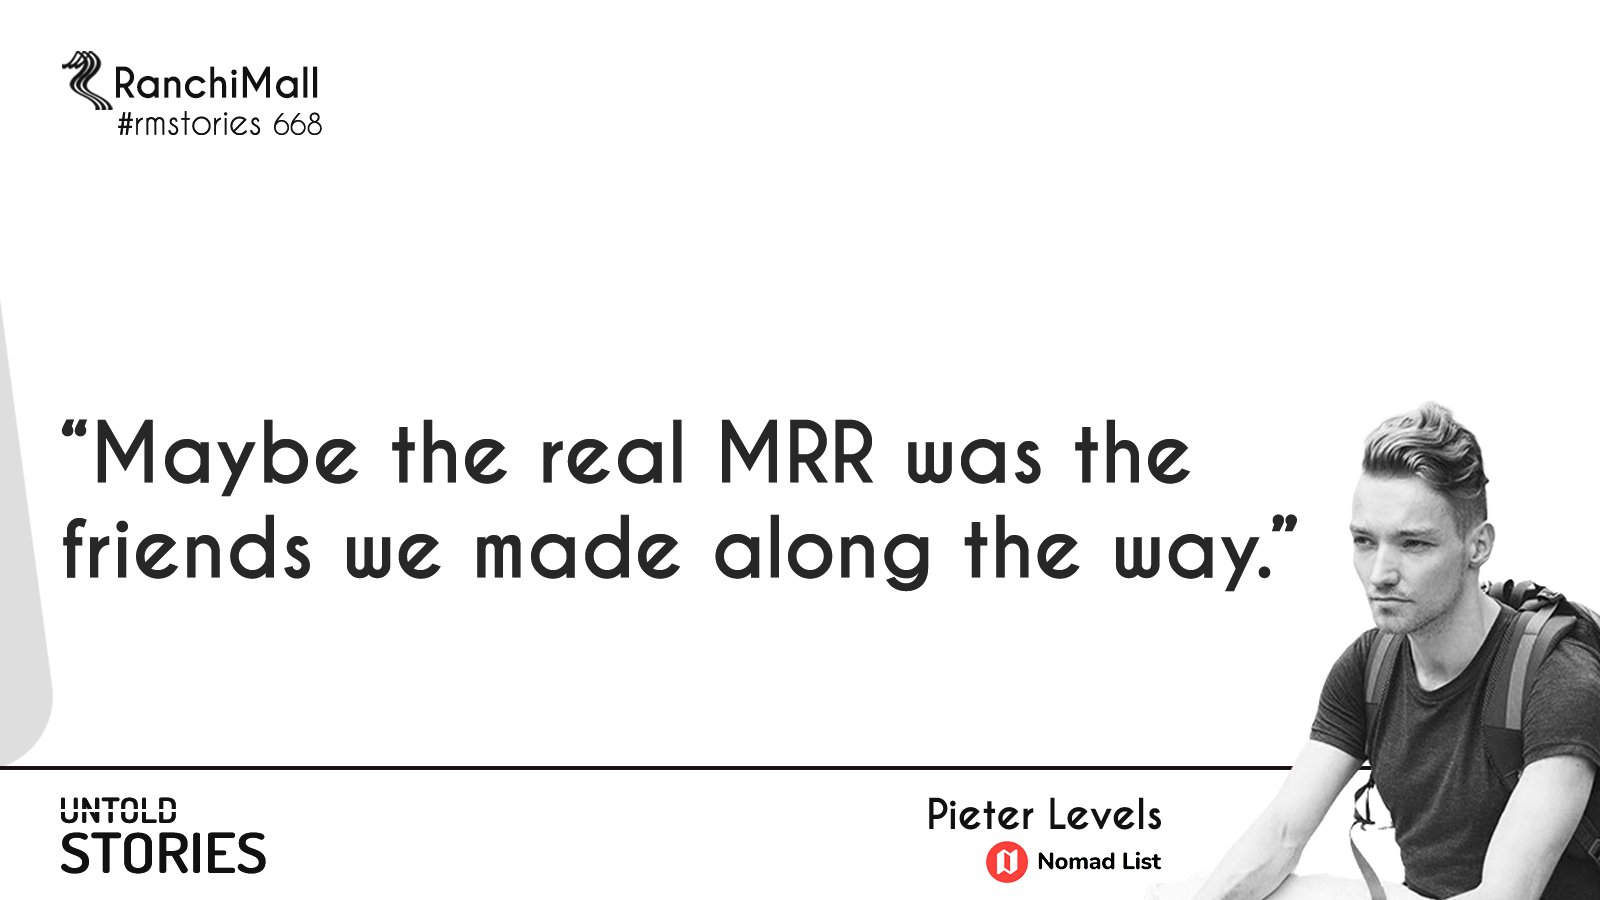 RanchiMall
#rmstories 668
“Maybe the real MRR was the
friends we made along the way.”
UNTOLD
STORIES
Pieter Levels
Nomad List